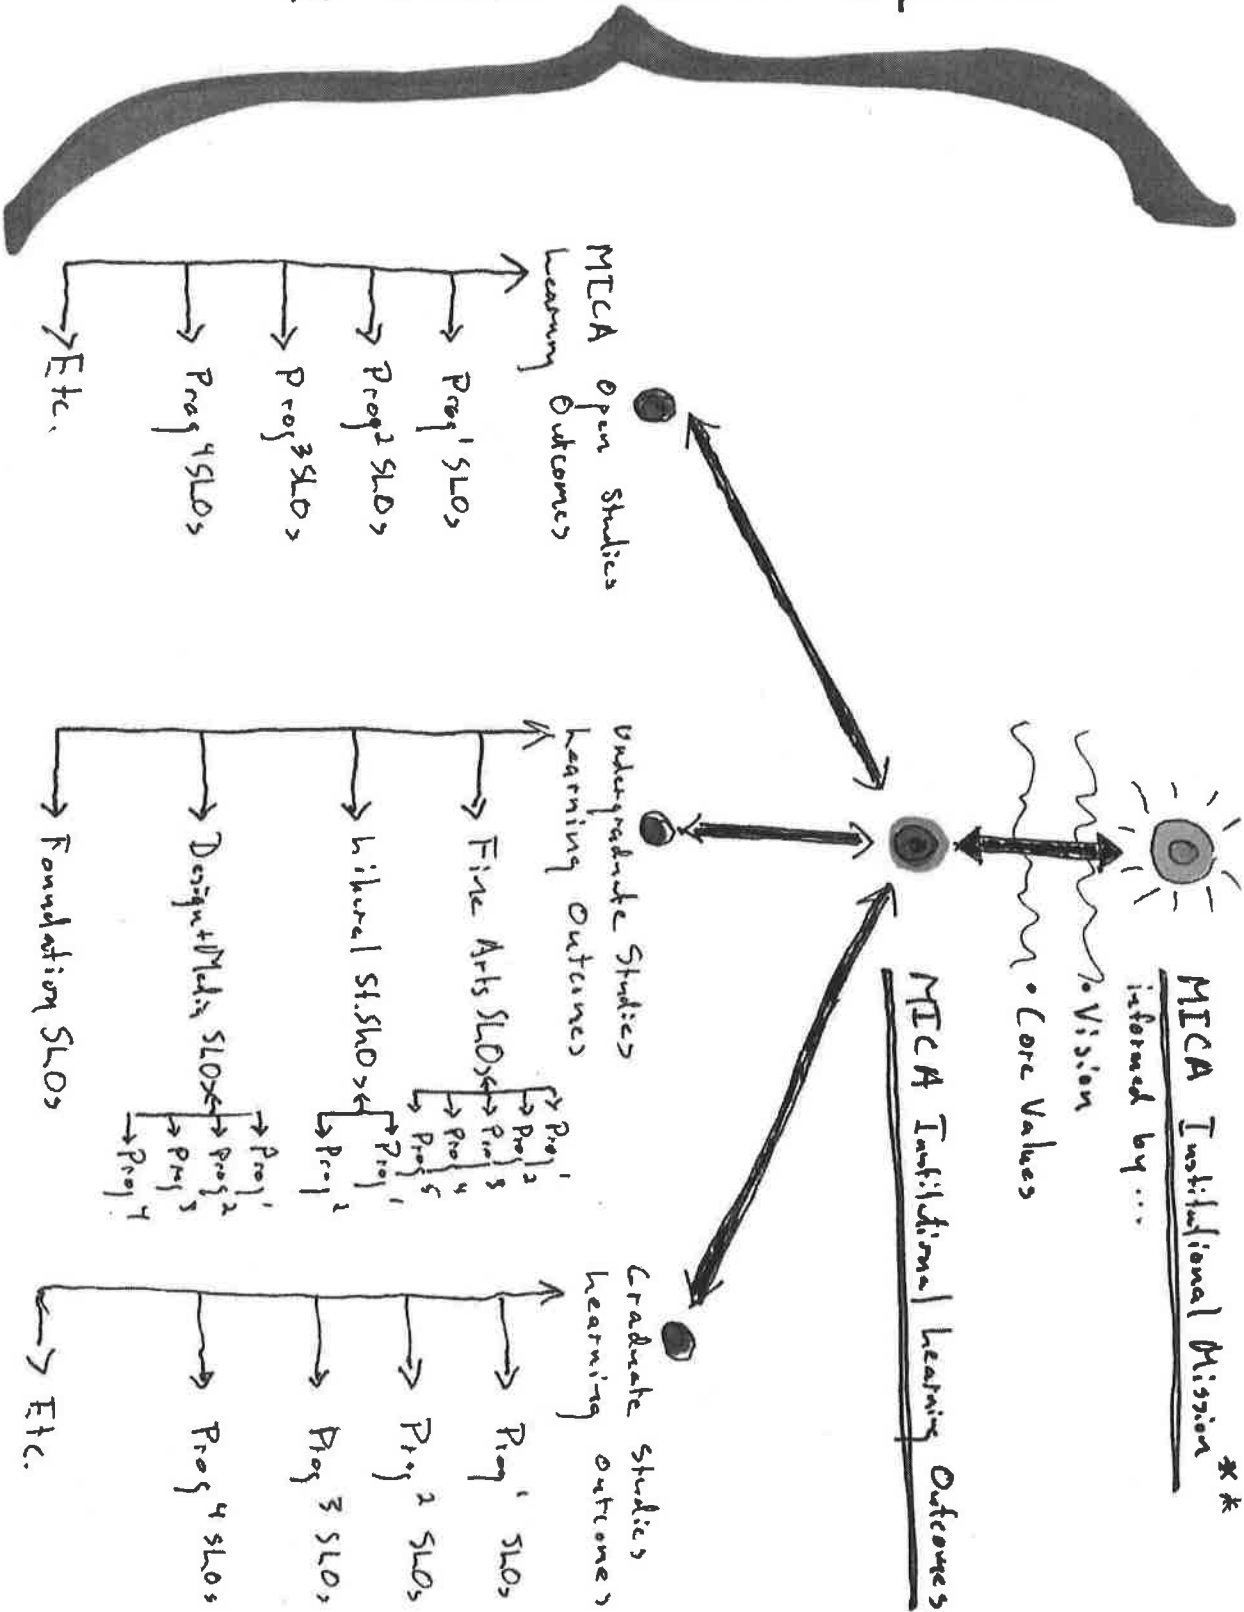 **
MICA Institutional Mission
informed by...
• Vision
• Core Values
MICA Institutional Learning Outcomes
MICA Open Studies
Learning Outcomes
Prog 1 SLOs
Prog 2 SLOs
Prog 3 SLOs
Prog 4 SLOs
Etc.
Undergraduate Studies
Learning Outcomes
Fine Arts SLOs
Prog 1
Prog 2
Prog 3
Prog 4
Prog 5
Liberal St. SLOs
Prog 1
Prog 2
Design + Media SLOs
Prog 1
Prog 2
Prog 3
Prog 4
Foundation SLOs
Graduate Studies
Learning Outcomes
Prog 1 SLOs
Prog 2 SLOs
Prog 3 SLOs
Prog 4 SLOs
Etc.